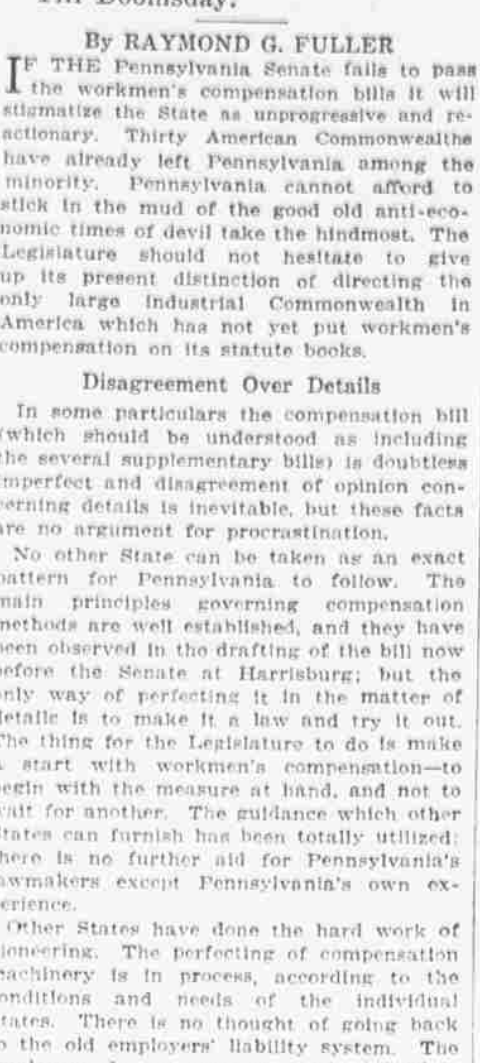 Doomsday.
By RAYMOND G. FULLER
IF THE Pennsylvania Senate fails to pass
the workmen's compensation bills it will
stigmatize the State as unprogressive and re-
actionary. Thirty American Commonwealths
have already left Pennsylvania among the
minority. Pennsylvania cannot afford to
stick in the mud of the good old anti-eco-
nomic times of devil take the hindmost. The
Legislature should not hesitate to give
up its present distinction of directing the
only large industrial Commonwealth in
America which has not yet put workmen's
compensation on its statute books.
Disagreement Over Details
In some particulars the compensation bill
(which should be understood as including
the several supplementary bills) is doubtless
imperfect and disagreement of opinion con-
cerning details is inevitable, but these facts
are no argument for procrastination.
No other State can be taken as an exact
pattern for Pennsylvania to follow. The
main principles governing compensation
methods are well established, and they have
been observed in the drafting of the bill now
before the Senate at Harrisburg; but the
only way of perfecting it in the matter of
details is to make it a law and try it out.
The thing for the Legislature to do is make
a start with workmen's compensation—to
begin with the measure at hand, and not to
wait for another. The guidance which other
States can furnish has been totally utilized;
there is no further aid for Pennsylvania's
lawmakers except Pennsylvania's own ex-
perience.
Other States have done the hard work of
pioneering. The perfecting of compensation
machinery is in process, according to the
conditions and needs of the individual
States. There is no thought of going back
to the old employers' liability system. The